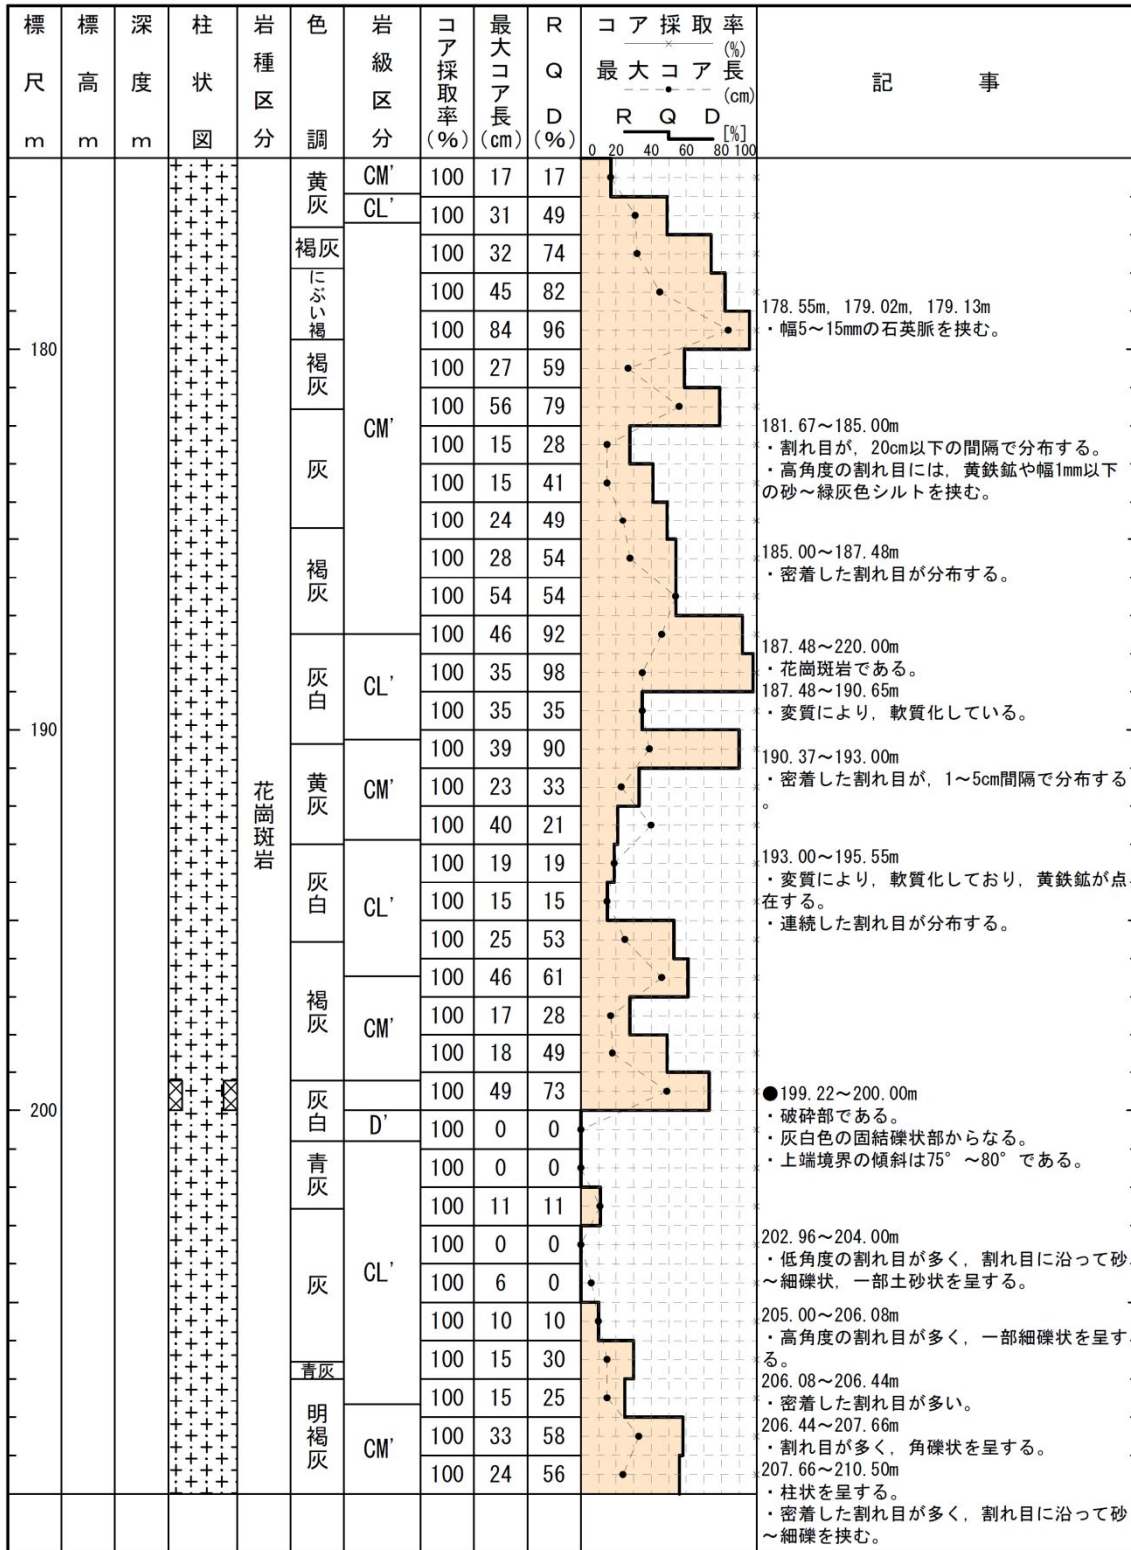 標尺m
標高m
深度m
柱状図
岩種区分
色調
岩級区分
コア採取率(%)
最大コア長(cm)
RQD(%)
コア採取率
(%)
最大コア長
(cm)
RQD
[%]
0 20 40 60 80 100
記事
黄灰
褐灰
にぶい褐
褐灰
灰
褐灰
灰白
黄灰
灰白
褐灰
灰白
青灰
灰
青灰
明褐灰
花崗斑岩
180
190
200
CM'
CL'
CM'
CL'
CM'
CL'
CM'
D'
CL'
CM'
100 17 17
100 31 49
100 32 74
100 45 82
100 84 96
100 27 59
100 56 79
100 15 28
100 15 41
100 24 49
100 28 54
100 54 54
100 46 92
100 35 98
100 35 35
100 39 90
100 23 33
100 40 21
100 19 19
100 15 15
100 25 53
100 46 61
100 17 28
100 18 49
100 49 73
100 0 0
100 0 0
100 11 11
100 0 0
100 6 0
100 10 10
100 15 30
100 15 25
100 33 58
100 24 56
178.55m, 179.02m, 179.13m
・幅5～15mmの石英脈を挟む。
181.67～185.00m
・割れ目が，20cm以下の間隔で分布する。
・高角度の割れ目には，黄鉄鉱や幅1mm以下
の砂～緑灰色シルトを挟む。
185.00～187.48m
・密着した割れ目が分布する。
187.48～220.00m
・花崗斑岩である。
187.48～190.65m
・変質により，軟質化している。
190.37～193.00m
・密着した割れ目が，1～5cm間隔で分布する
。
193.00～195.55m
・変質により，軟質化しており，黄鉄鉱が点
在する。
・連続した割れ目が分布する。
●199.22～200.00m
・破砕部である。
・灰白色の固結礫状部からなる。
・上端境界の傾斜は75°～80°である。
202.96～204.00m
・低角度の割れ目が多く，割れ目に沿って砂
～細礫状，一部土砂状を呈する。
205.00～206.08m
・高角度の割れ目が多く，一部細礫状を呈す
る。
206.08～206.44m
・密着した割れ目が多い。
206.44～207.66m
・割れ目が多く，角礫状を呈する。
207.66～210.50m
・柱状を呈する。
・密着した割れ目が多く，割れ目に沿って砂
～細礫を挟む。